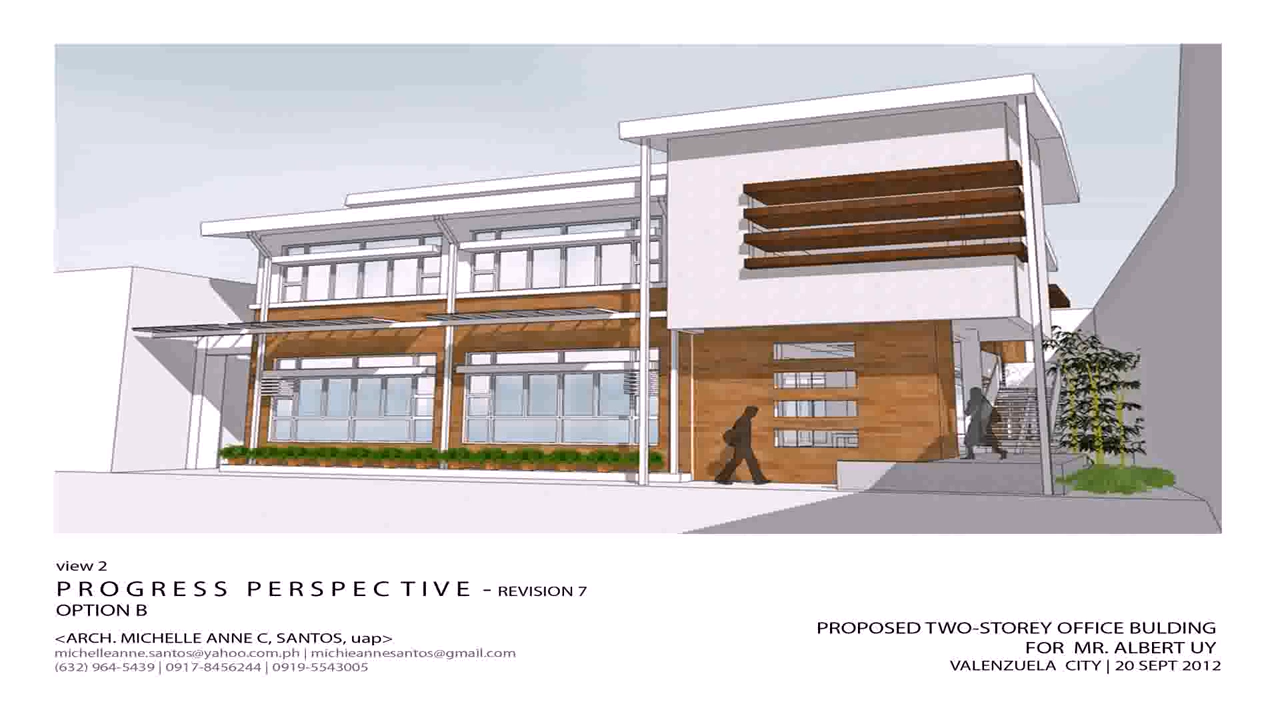 view 2
PROGRESS PERSPECTIVE - REVISION 7
OPTION B
<ARCH. MICHELLE ANNE C, SANTOS, uap>
michelleanne.santos@yahoo.com.ph | michieannesantos@gmail.com
(632) 964-5439 | 0917-8456244 | 0919-5543005
PROPOSED TWO-STOREY OFFICE BULDING
FOR MR. ALBERT UY
VALENZUELA CITY | 20 SEPT 2012